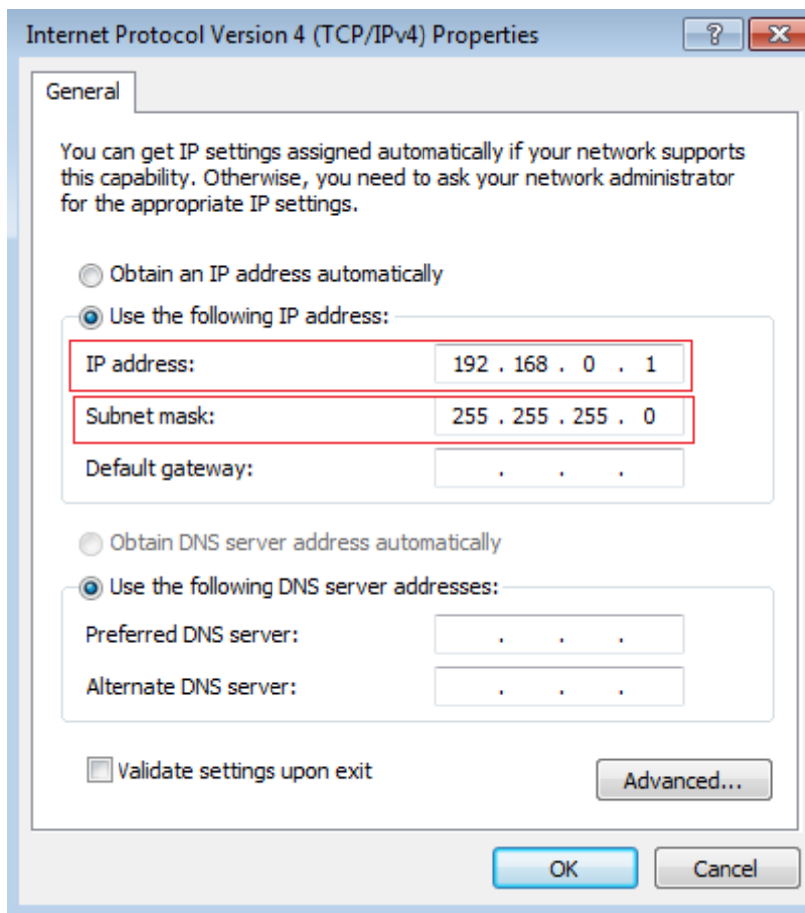 Internet Protocol Version 4 (TCP/IPv4) Properties
General
You can get IP settings assigned automatically if your network supports
this capability. Otherwise, you need to ask your network administrator
for the appropriate IP settings.
Obtain an IP address automatically
Use the following IP address:
IP address: 192 . 168 . 0 . 1
Subnet mask: 255 . 255 . 255 . 0
Default gateway: . . .
Obtain DNS server address automatically
Use the following DNS server addresses:
Preferred DNS server: . . .
Alternate DNS server: . . .
Validate settings upon exit
Advanced...
OK Cancel